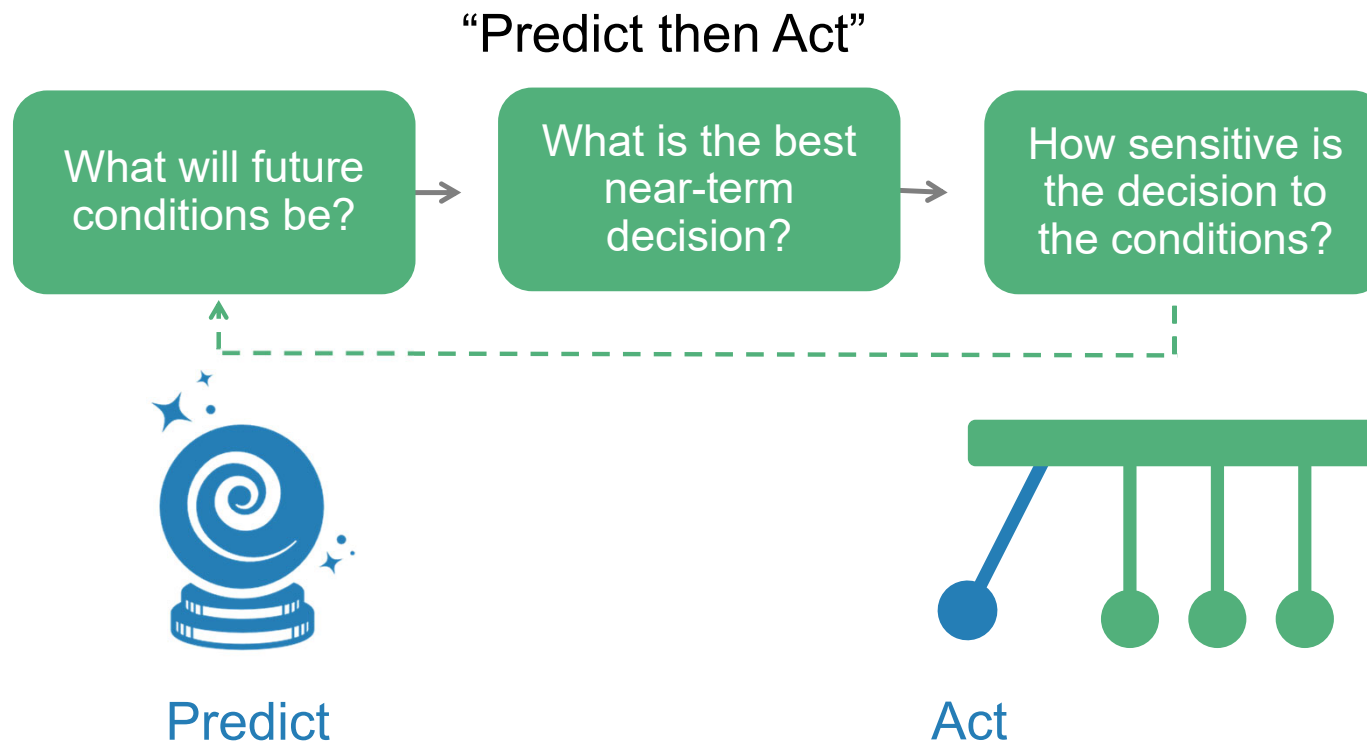 “Predict then Act”
What will future
conditions be?
What is the best
near-term
decision?
How sensitive is
the decision to
the conditions?
Predict
Act